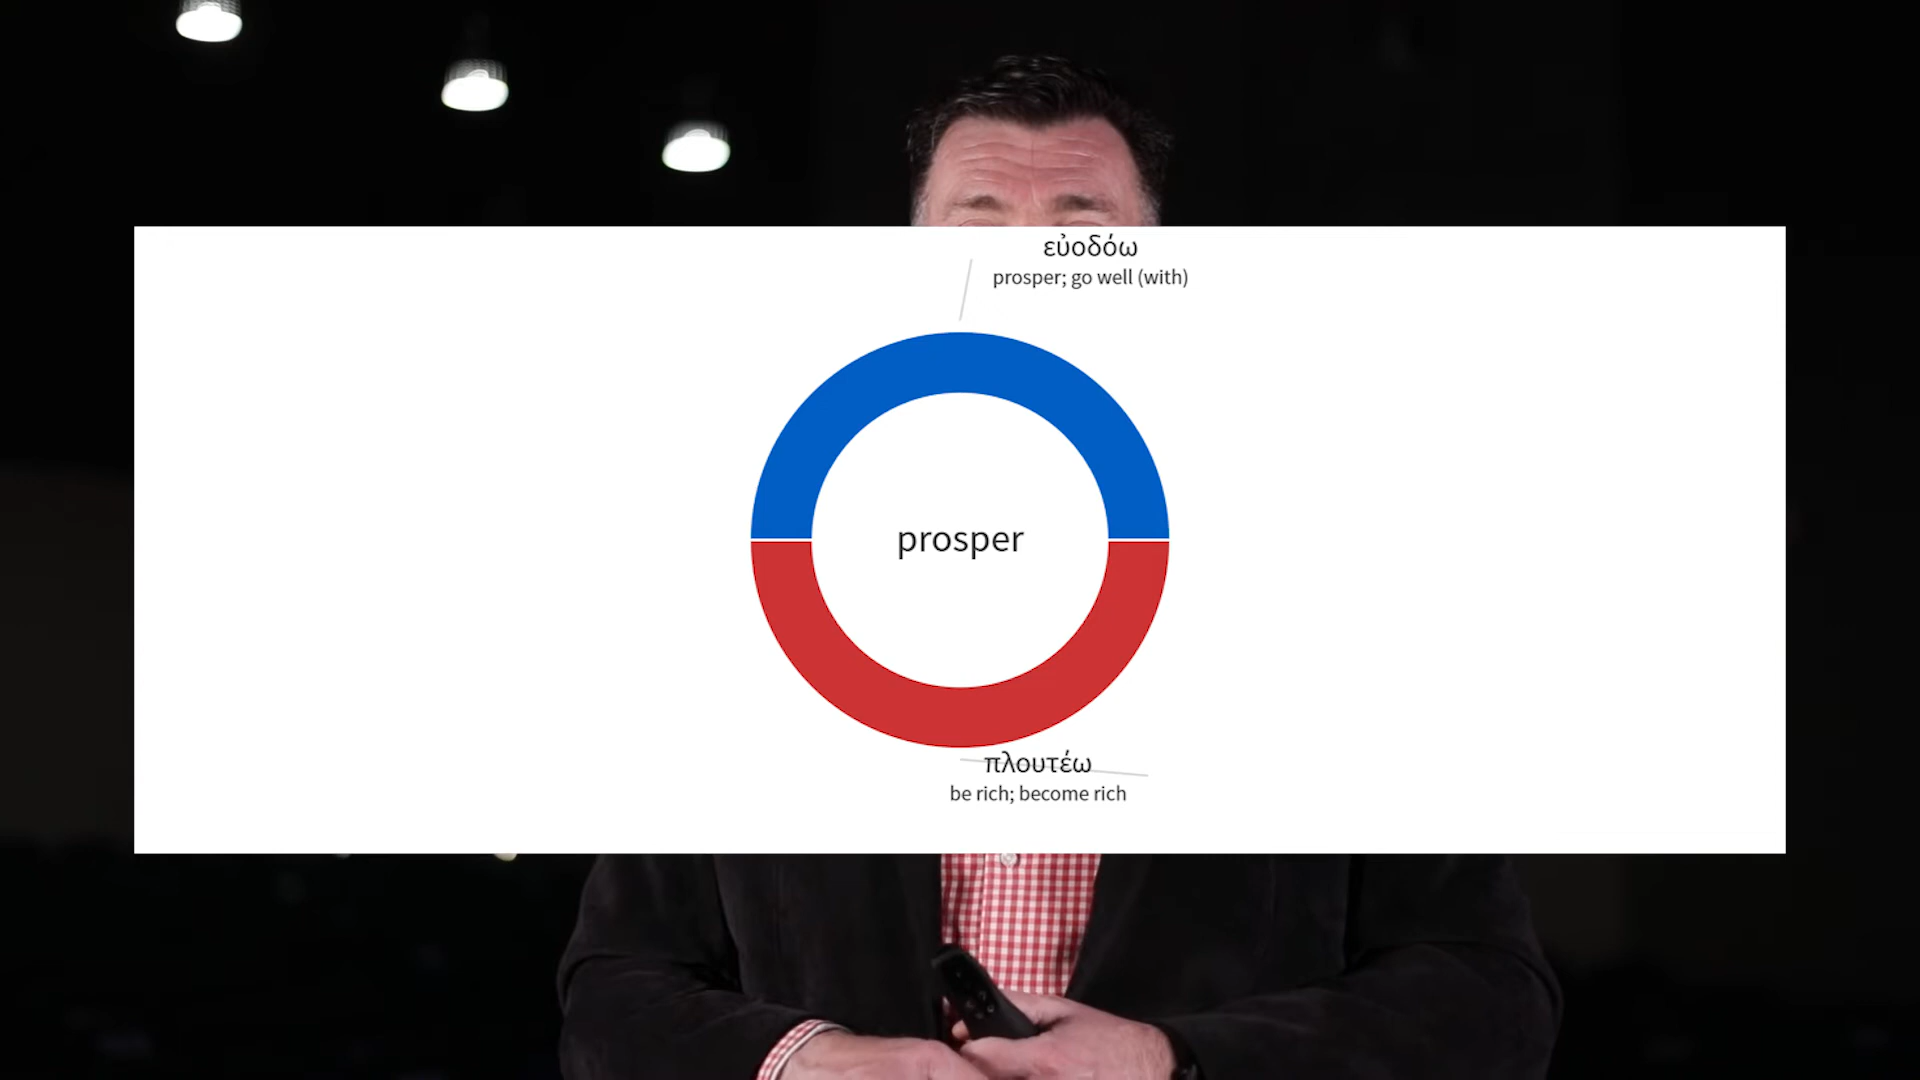 εὐοδόω
prosper; go well (with)
prosper
πλουτέω
be rich; become rich